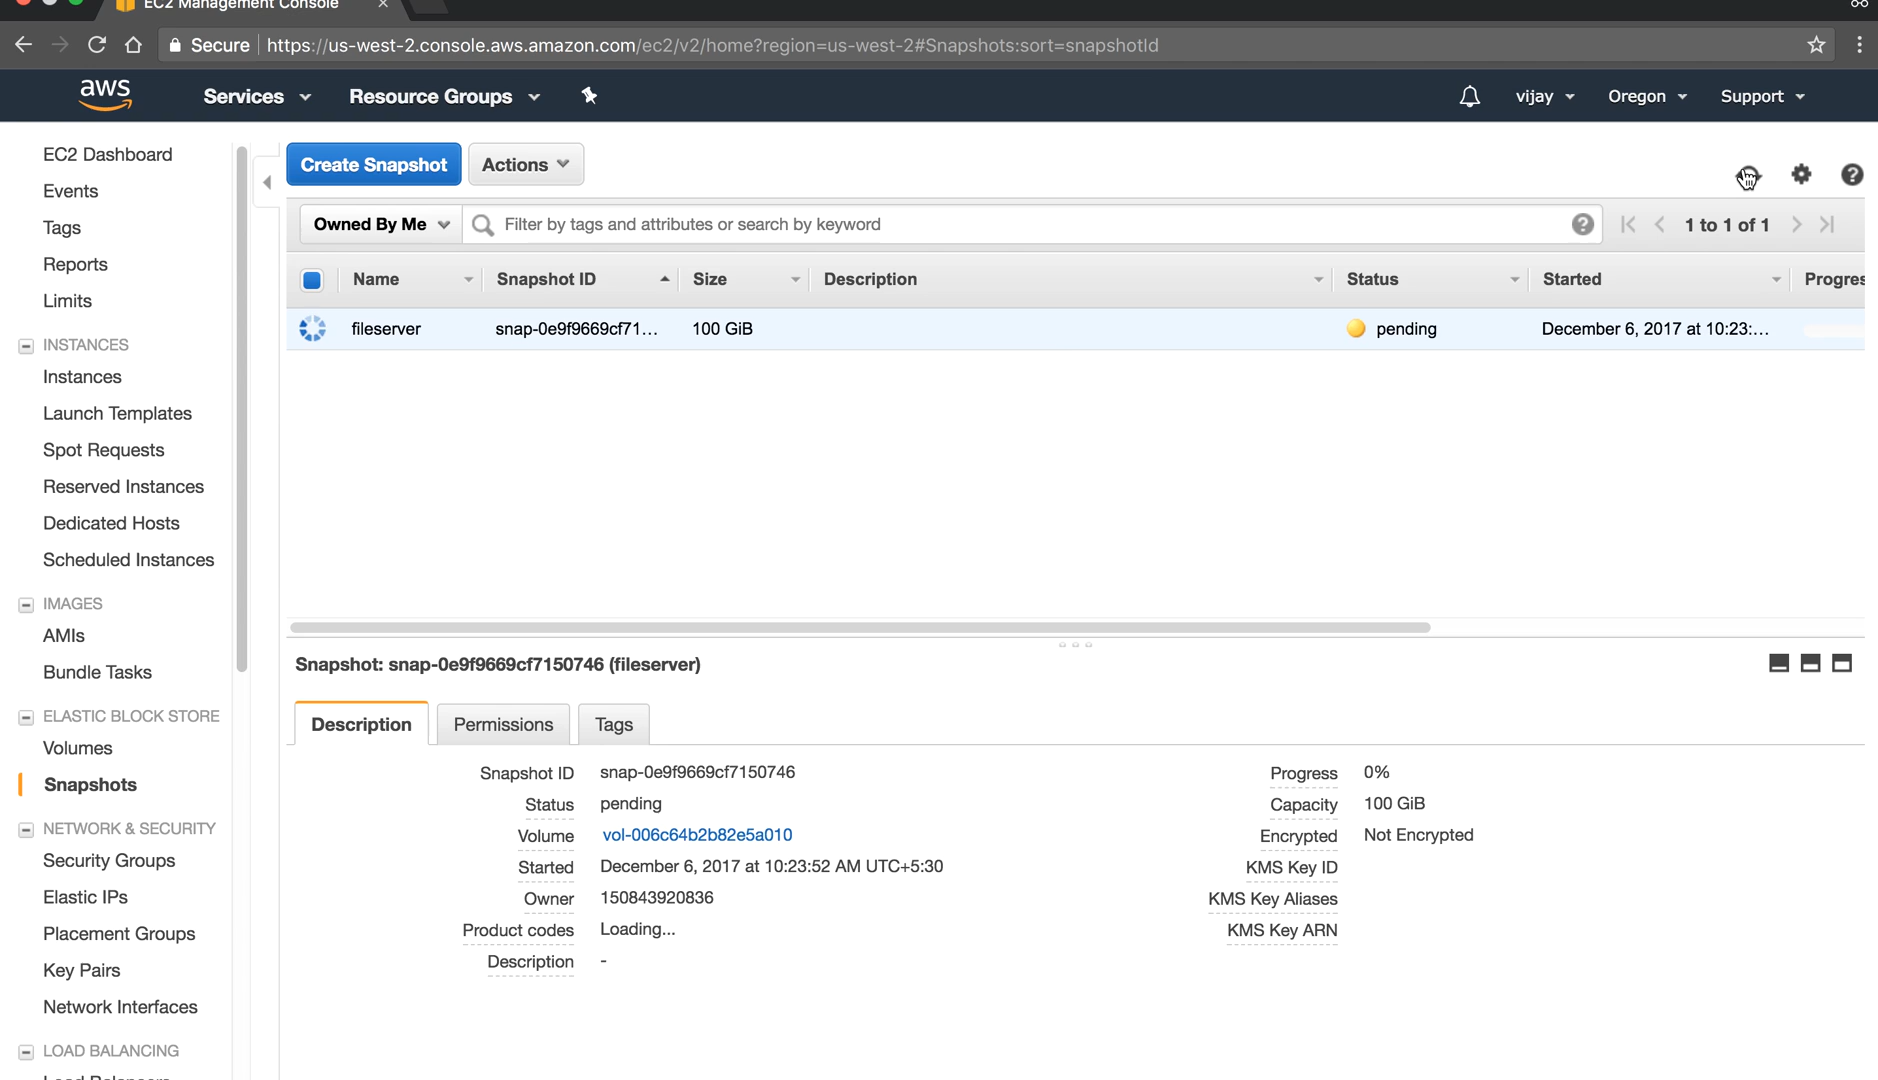 EC2 Management Console
Secure https://us-west-2.console.aws.amazon.com/ec2/v2/home?region=us-west-2#Snapshots:sort=snapshotId
aws Services Resource Groups vijay Oregon Support
EC2 Dashboard
Events
Tags
Reports
Limits
INSTANCES
Instances
Launch Templates
Spot Requests
Reserved Instances
Dedicated Hosts
Scheduled Instances
IMAGES
AMIs
Bundle Tasks
ELASTIC BLOCK STORE
Volumes
Snapshots
NETWORK & SECURITY
Security Groups
Elastic IPs
Placement Groups
Key Pairs
Network Interfaces
LOAD BALANCING
Create Snapshot Actions
Owned By Me Filter by tags and attributes or search by keyword 1 to 1 of 1
Name Snapshot ID Size Description Status Started Progres
fileserver snap-0e9f9669cf71... 100 GiB pending December 6, 2017 at 10:23:...
Snapshot: snap-0e9f9669cf7150746 (fileserver)
Description Permissions Tags
Snapshot ID snap-0e9f9669cf7150746 Progress 0%
Status pending Capacity 100 GiB
Volume vol-006c64b2b82e5a010 Encrypted Not Encrypted
Started December 6, 2017 at 10:23:52 AM UTC+5:30 KMS Key ID
Owner 150843920836 KMS Key Aliases
Product codes Loading... KMS Key ARN
Description -